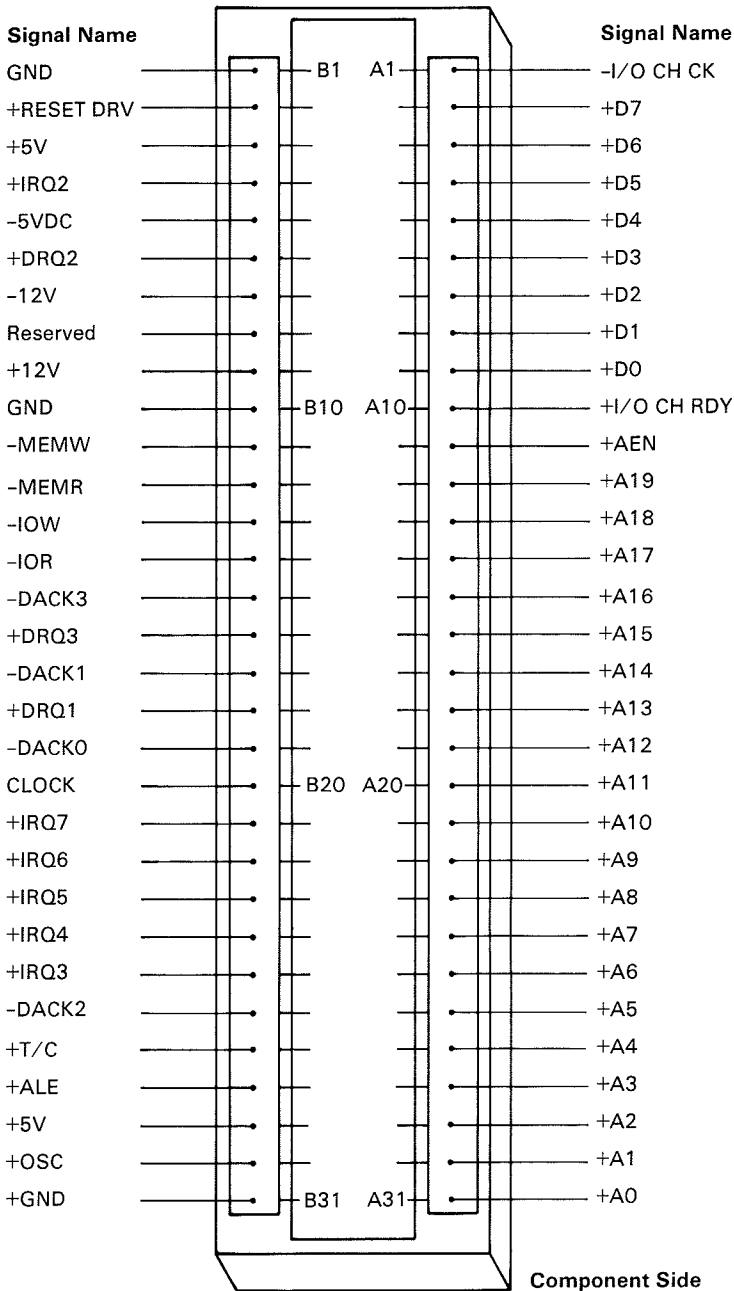 Signal Name Signal Name
GND B1 A1 -I/O CH CK
+RESET DRV +D7
+5V +D6
+IRQ2 +D5
-5VDC +D4
+DRQ2 +D3
-12V +D2
Reserved +D1
+12V +D0
GND B10 A10 +I/O CH RDY
-MEMW +AEN
-MEMR +A19
-IOW +A18
-IOR +A17
-DACK3 +A16
+DRQ3 +A15
-DACK1 +A14
+DRQ1 +A13
-DACK0 +A12
CLOCK B20 A20 +A11
+IRQ7 +A10
+IRQ6 +A9
+IRQ5 +A8
+IRQ4 +A7
+IRQ3 +A6
-DACK2 +A5
+T/C +A4
+ALE +A3
+5V +A2
+OSC +A1
+GND B31 A31 +A0
Component Side